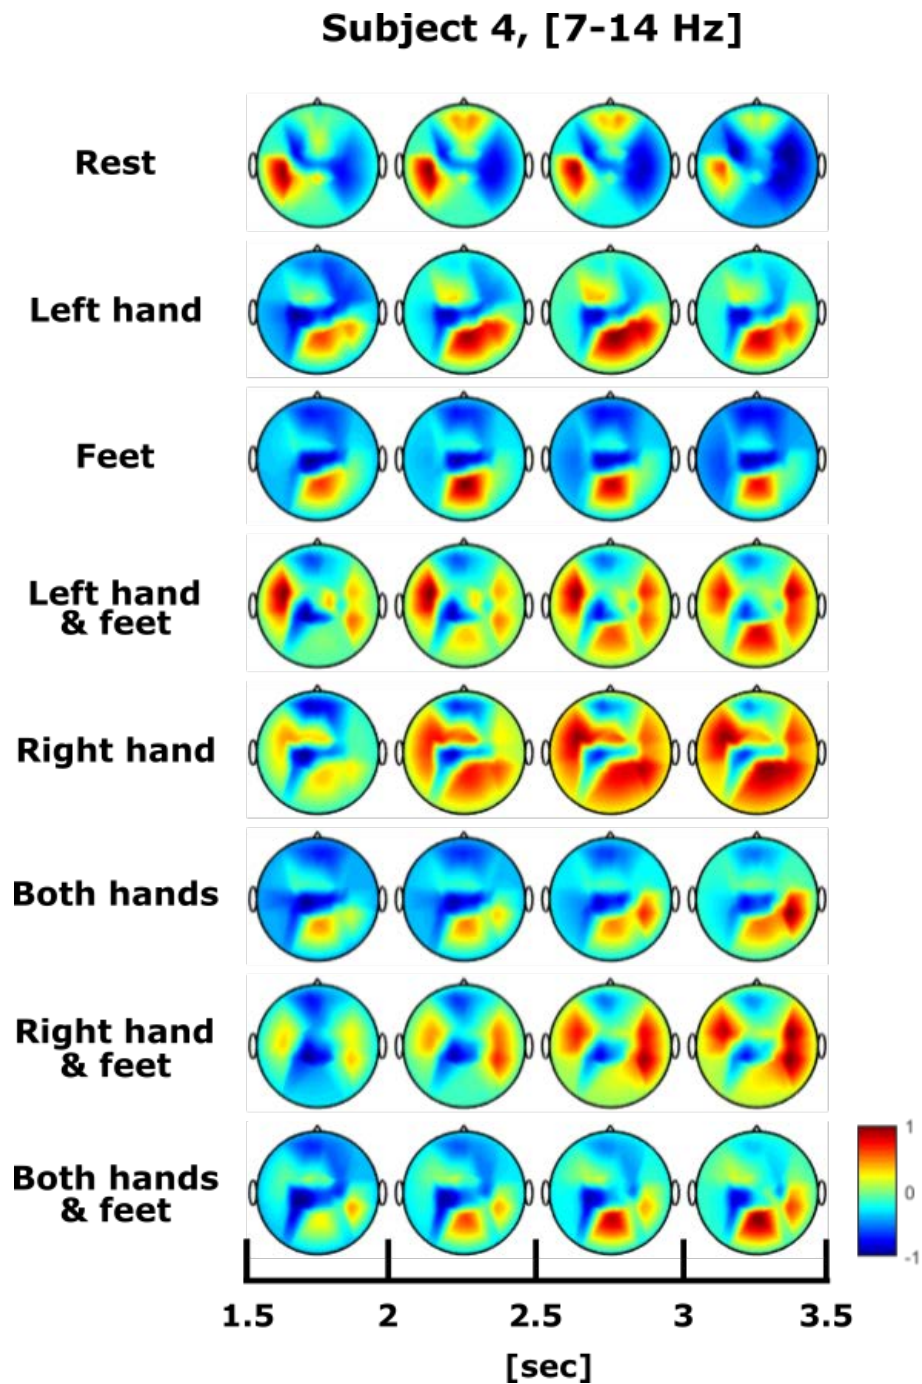 Subject 4, [7-14 Hz]
Rest
Left hand
Feet
Left hand
& feet
Right hand
Both hands
Right hand
& feet
Both hands
& feet
1
0
-1
1.5 2 2.5 3 3.5
[sec]